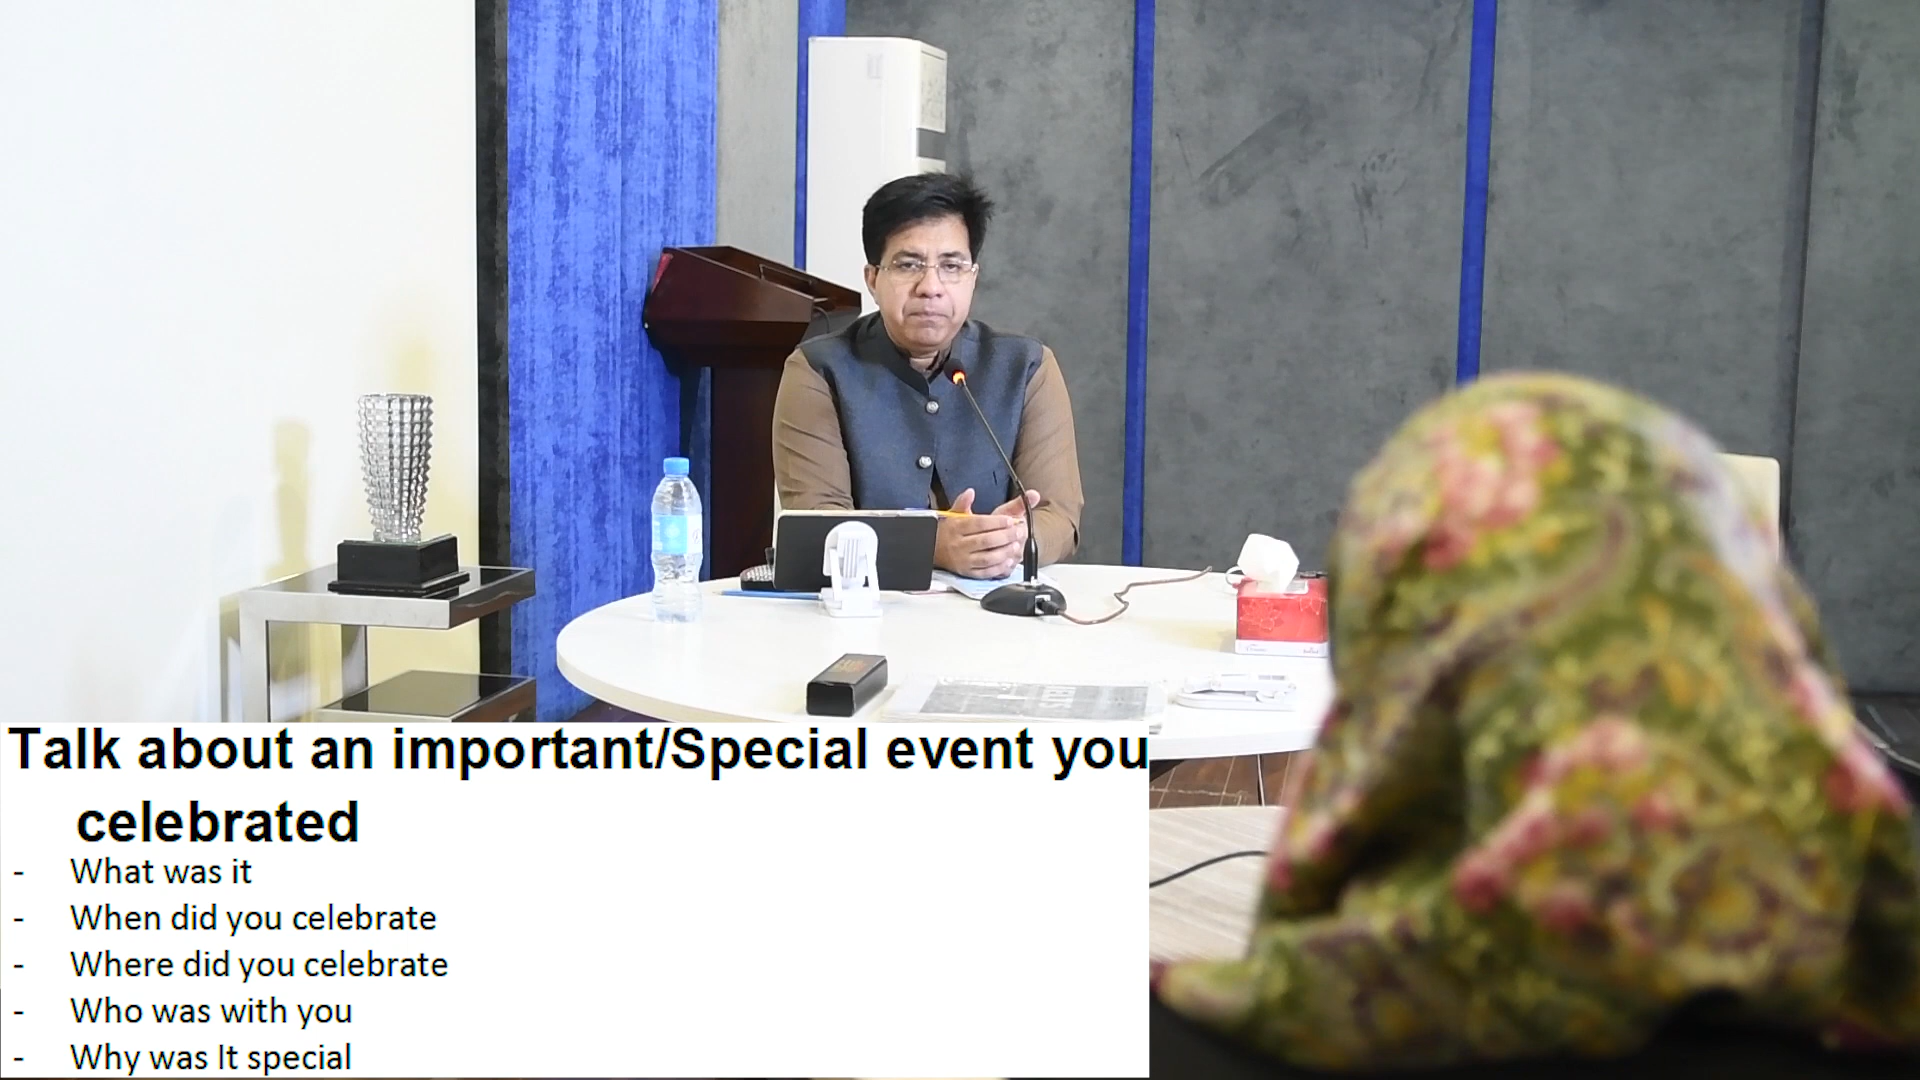 Talk about an important/Special event you
celebrated
- What was it
- When did you celebrate
- Where did you celebrate
- Who was with you
- Why was It special